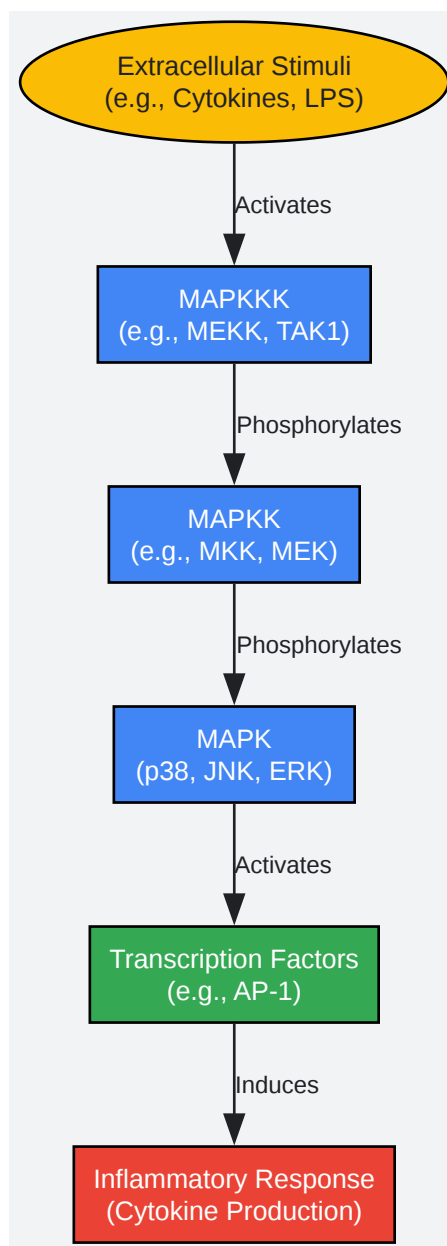 Extracellular Stimuli
(e.g., Cytokines, LPS)
Activates
MAPKKK
(e.g., MEKK, TAK1)
Phosphorylates
MAPKK
(e.g., MKK, MEK)
Phosphorylates
MAPK
(p38, JNK, ERK)
Activates
Transcription Factors
(e.g., AP-1)
Induces
Inflammatory Response
(Cytokine Production)